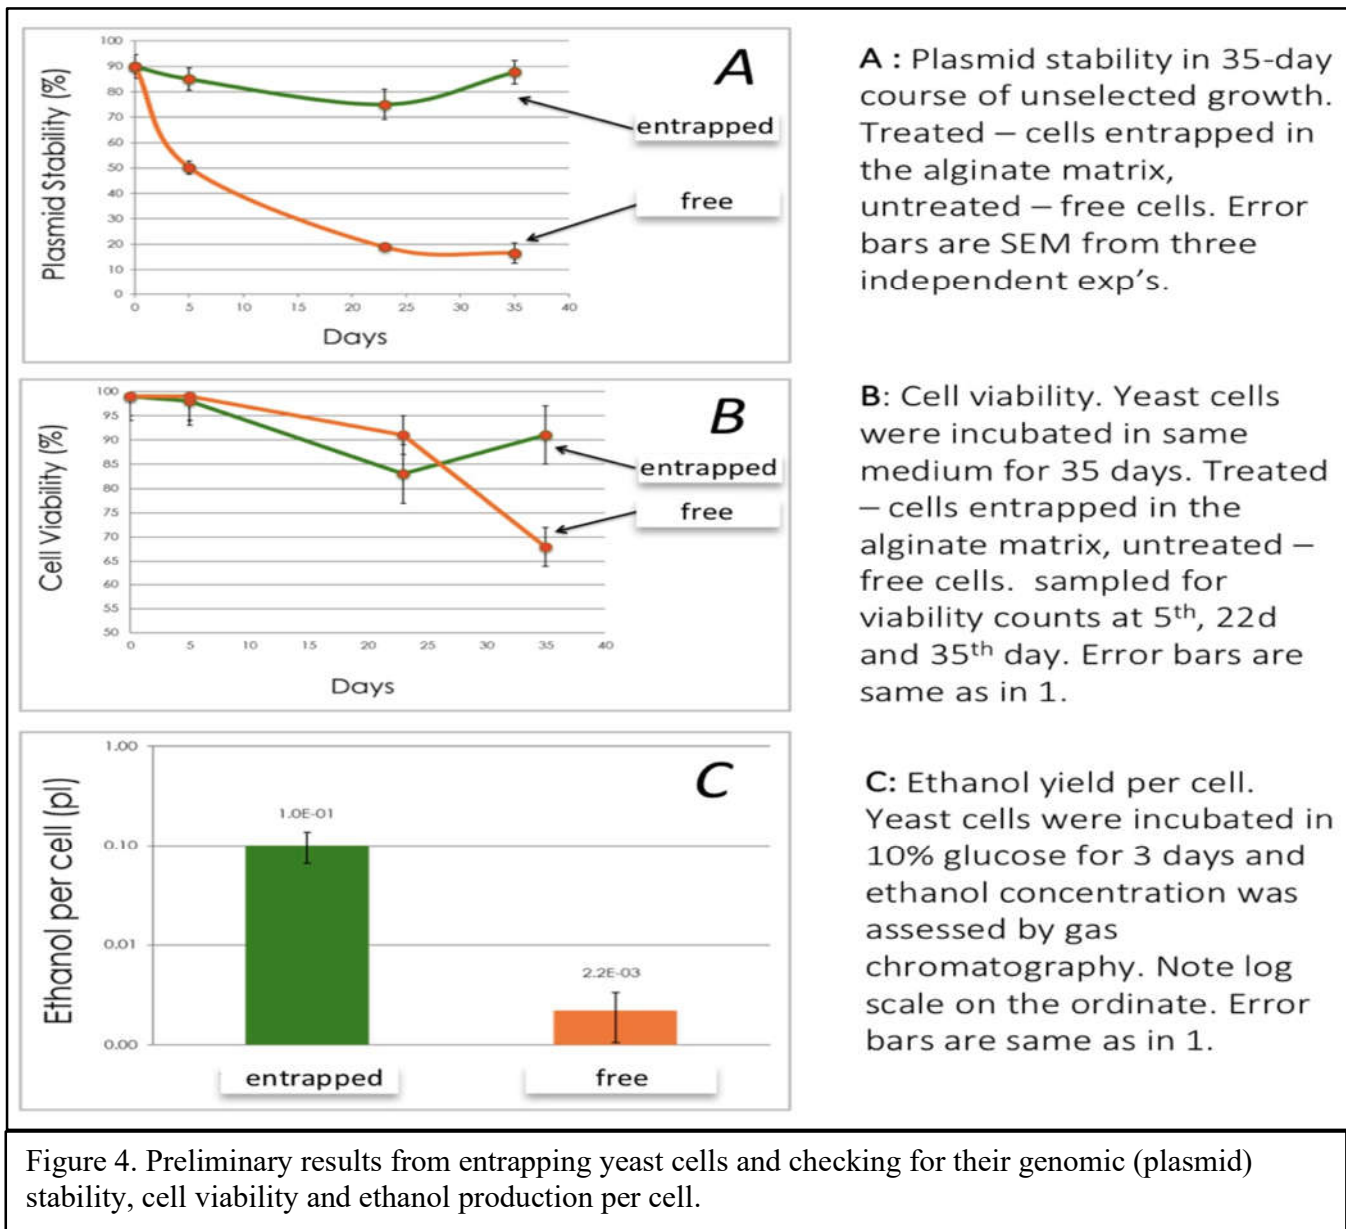 A
Plasmid Stability (%)
100
90
80
70
60
50
40
30
20
10
0
0 5 10 15 20 25 30 35 40
Days
entrapped
free
A : Plasmid stability in 35-day
course of unselected growth.
Treated – cells entrapped in
the alginate matrix,
untreated – free cells. Error
bars are SEM from three
independent exp's.
B
Cell Viability (%)
100
95
90
85
80
75
70
65
60
55
50
0 5 10 15 20 25 30 35 40
Days
entrapped
free
B: Cell viability. Yeast cells
were incubated in same
medium for 35 days. Treated
– cells entrapped in the
alginate matrix, untreated –
free cells.  sampled for
viability counts at 5th, 22d
and 35th day. Error bars are
same as in 1.
C
Ethanol per cell (pl)
1.00
0.10
0.01
0.00
1.0E-01
2.2E-03
entrapped
free
C: Ethanol yield per cell.
Yeast cells were incubated in
10% glucose for 3 days and
ethanol concentration was
assessed by gas
chromatography. Note log
scale on the ordinate. Error
bars are same as in 1.
Figure 4. Preliminary results from entrapping yeast cells and checking for their genomic (plasmid)
stability, cell viability and ethanol production per cell.